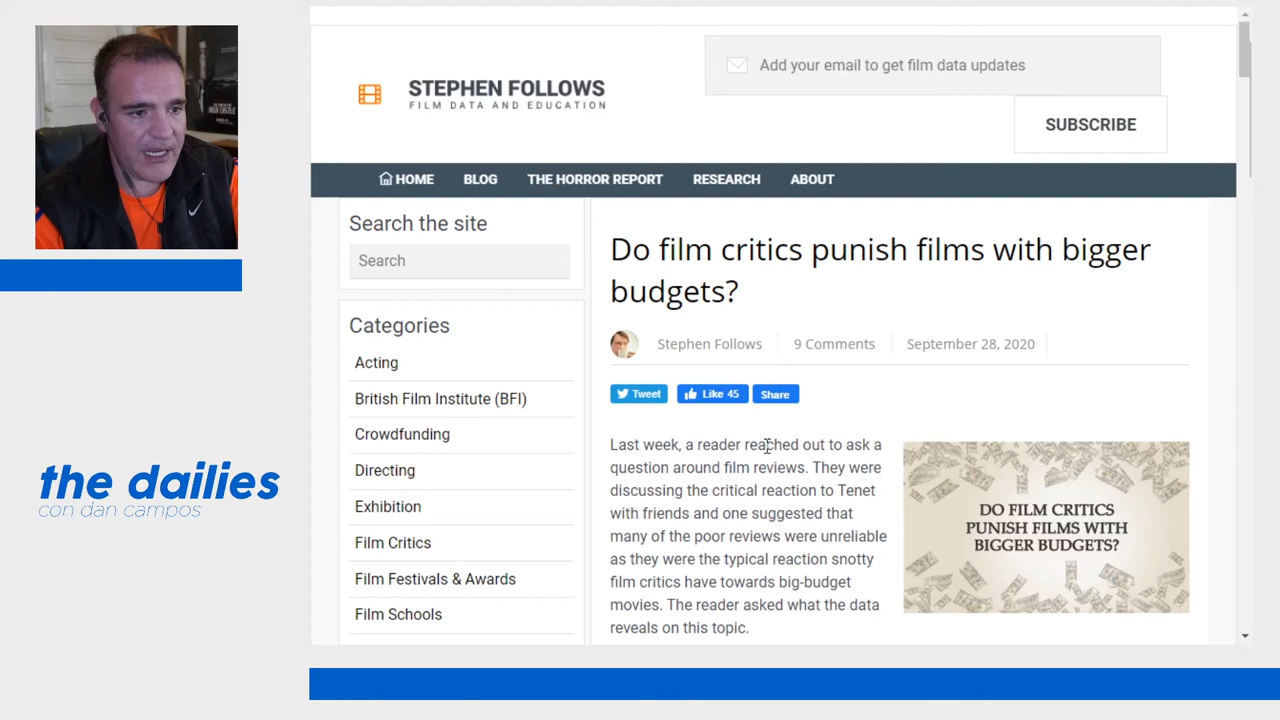 STEPHEN FOLLOWS
FILM DATA AND EDUCATION
Add your email to get film data updates
SUBSCRIBE
HOME
BLOG
THE HORROR REPORT
RESEARCH
ABOUT
Search the site
Search
Categories
Acting
British Film Institute (BFI)
Crowdfunding
Directing
Exhibition
Film Critics
Film Festivals & Awards
Film Schools
Do film critics punish films with bigger
budgets?
Stephen Follows
9 Comments
September 28, 2020
Tweet
Like 45
Share
Last week, a reader reached out to ask a
question around film reviews. They were
discussing the critical reaction to Tenet
with friends and one suggested that
many of the poor reviews were unreliable
as they were the typical reaction snotty
film critics have towards big-budget
movies. The reader asked what the data
reveals on this topic.
DO FILM CRITICS
PUNISH FILMS WITH
BIGGER BUDGETS?
the dailies
con dan campos